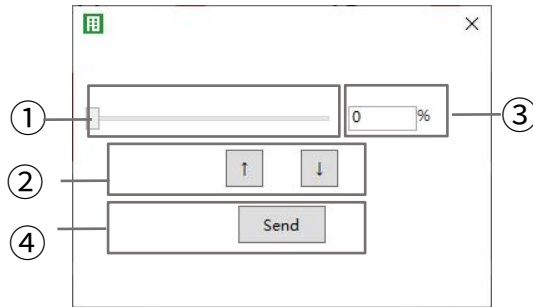 ① 0 % ③
② ↑ ↓
④ Send